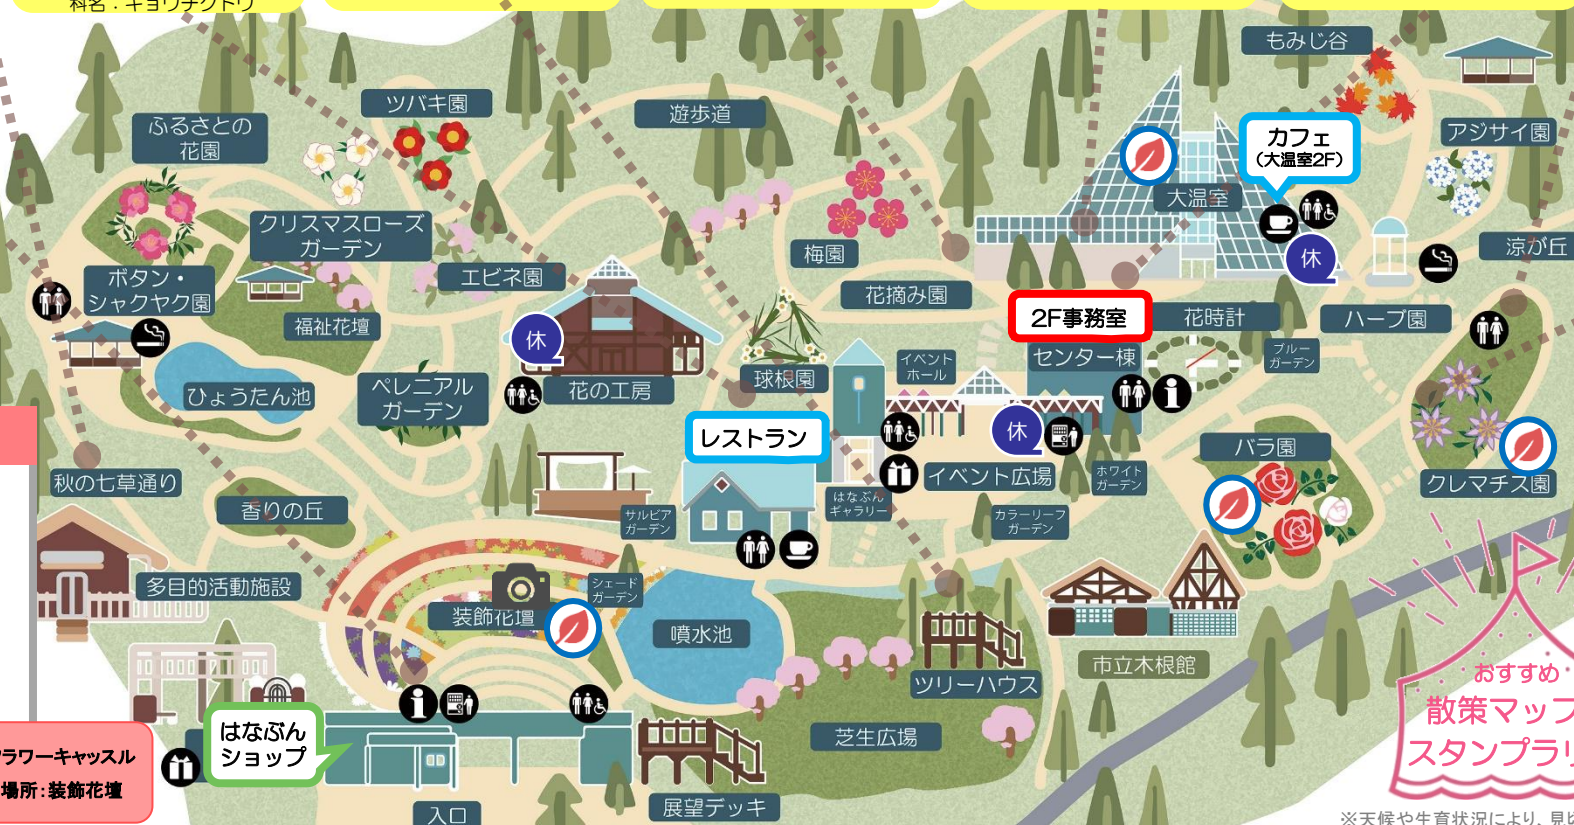 科名：キョウチクトウ
もみじ谷
ツバキ園
遊歩道
ふるさとの
花園
アジサイ園
カフェ
（大温室2F）
大温室
クリスマスローズ
ガーデン
梅園
涼が丘
ボタン・
シャクヤク園
エビネ園
花摘み園
福祉花壇
休
休
2F事務室
花時計
ハーブ園
センター棟
イベント
ホール
ブルー
ガーデン
ひょうたん池
ペレニアル
ガーデン
花の工房
球根園
レストラン
休
バラ園
秋の七草通り
イベント広場
ホワイト
ガーデン
クレマチス園
はなぶん
ギャラリー
香りの丘
サルビア
ガーデン
カラーリーフ
ガーデン
多目的活動施設
シェード
ガーデン
装飾花壇
噴水池
市立木根館
ツリーハウス
おすすめ
散策マップ
スタンプラリ
はなぶん
ショップ
芝生広場
ラワーキャッスル
場所：装飾花壇
展望デッキ
入口
※天候や生育状況により、見